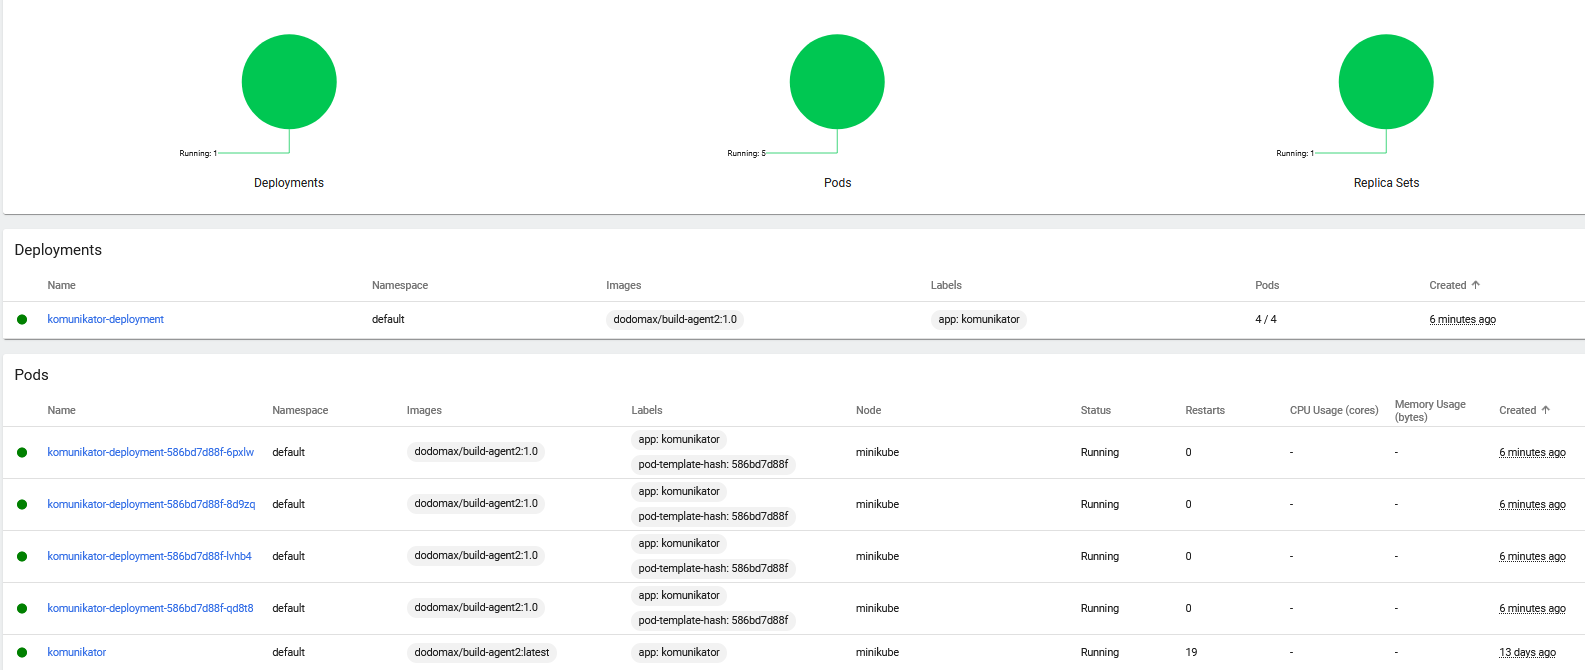 Running: 1
Running: 5
Running: 1
Deployments
Pods
Replica Sets
Deployments
Name Namespace Images Labels Pods Created ↑
komunikator-deployment default dodomax/build-agent2:1.0 app: komunikator 4 / 4 6 minutes ago
Pods
Name Namespace Images Labels Node Status Restarts CPU Usage (cores) Memory Usage (bytes) Created ↑
komunikator-deployment-586bd7d88f-6pxlw default dodomax/build-agent2:1.0 app: komunikator minikube Running 0 - - 6 minutes ago
pod-template-hash: 586bd7d88f
komunikator-deployment-586bd7d88f-8d9zq default dodomax/build-agent2:1.0 app: komunikator minikube Running 0 - - 6 minutes ago
pod-template-hash: 586bd7d88f
komunikator-deployment-586bd7d88f-lvhb4 default dodomax/build-agent2:1.0 app: komunikator minikube Running 0 - - 6 minutes ago
pod-template-hash: 586bd7d88f
komunikator-deployment-586bd7d88f-qd8t8 default dodomax/build-agent2:1.0 app: komunikator minikube Running 0 - - 6 minutes ago
pod-template-hash: 586bd7d88f
komunikator default dodomax/build-agent2:latest app: komunikator minikube Running 19 - - 13 days ago